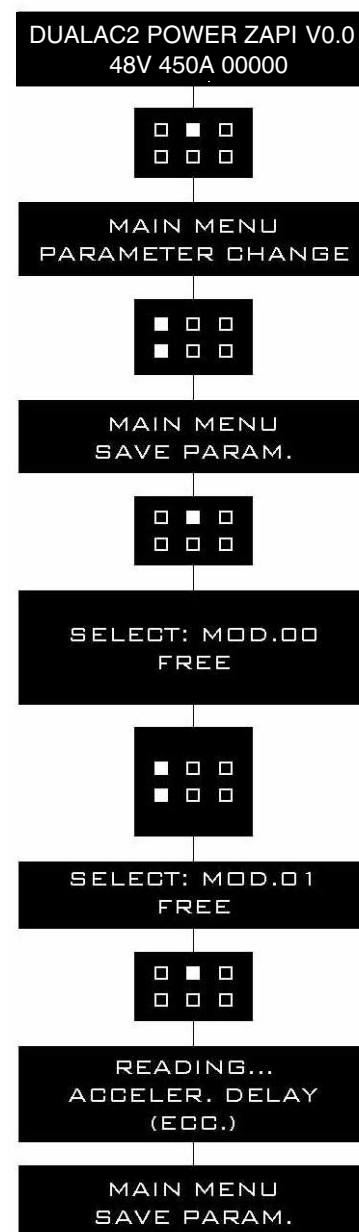 DUALAC2 POWER ZAPI V0.0
48V 450A 00000
MAIN MENU
PARAMETER CHANGE
MAIN MENU
SAVE PARAM.
SELECT: MOD.00
FREE
SELECT: MOD.01
FREE
READING...
ACCELER. DELAY
(ECC.)
MAIN MENU
SAVE PARAM.